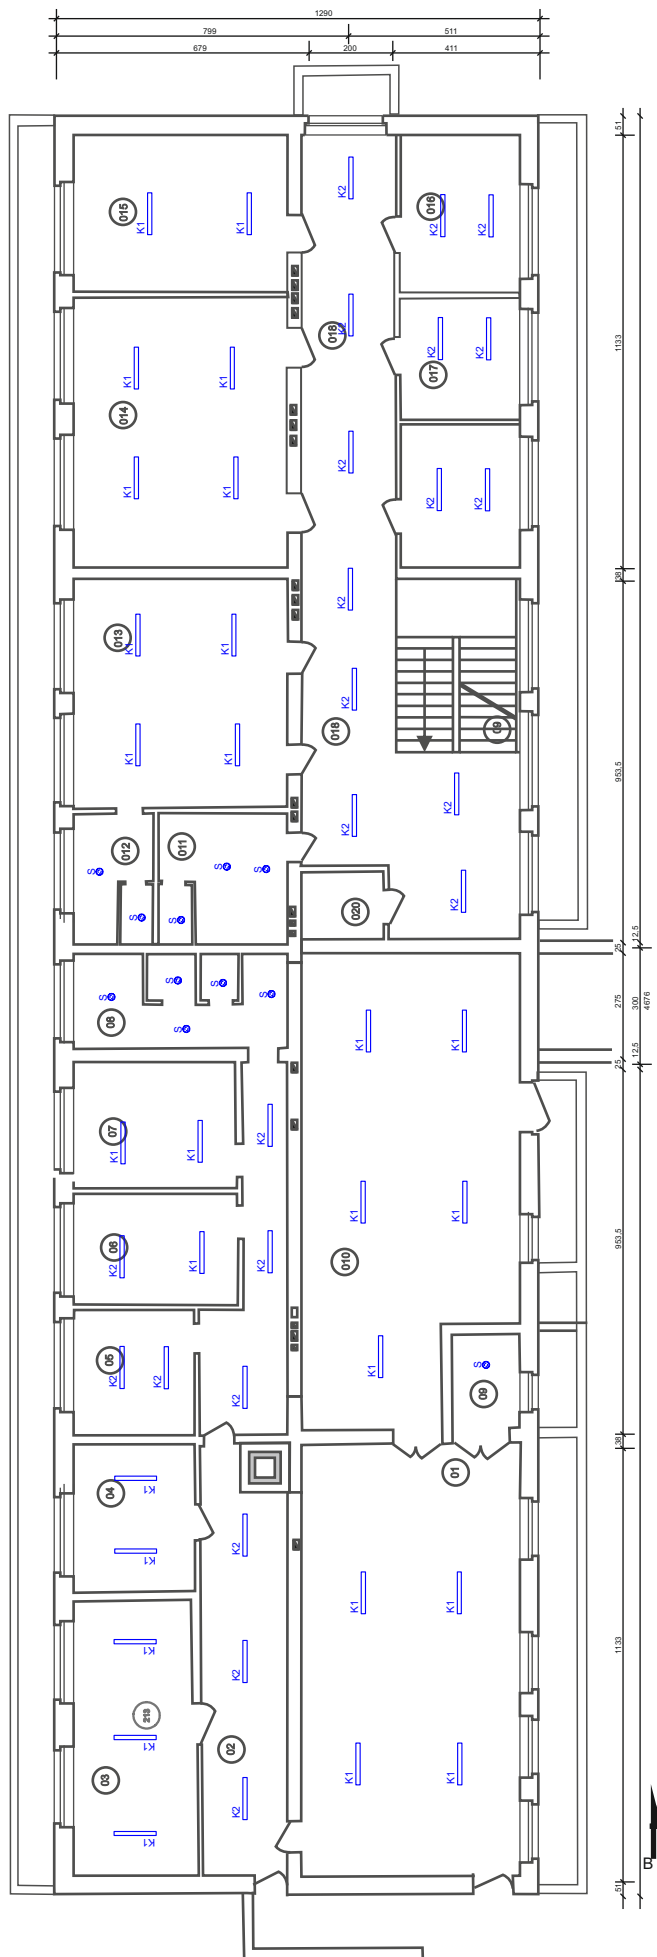 1290
799
511
679
200
411
51
K2
015
K1
K1
016
K2
K2
1133
K2
018
K2
K2
017
K1
K1
014
K2
K1
K1
K2
K2
38
K2
013
K1
K1
K2
018
09
K1
K1
K2
K2
953,5
012
011
S
S
S
K2
020
S
S
25
12,5
S
S
S
S
08
S
275
300
4676
K1
K1
25
12,5
07
K1
K1
K2
K1
K1
06
K2
K1
K2
010
953,5
05
K2
K2
K1
S
K2
09
38
01
04
K1
K2
K1
K1
K1
K1
K2
1133
213
02
K1
03
K1
K1
K2
K1
B
51